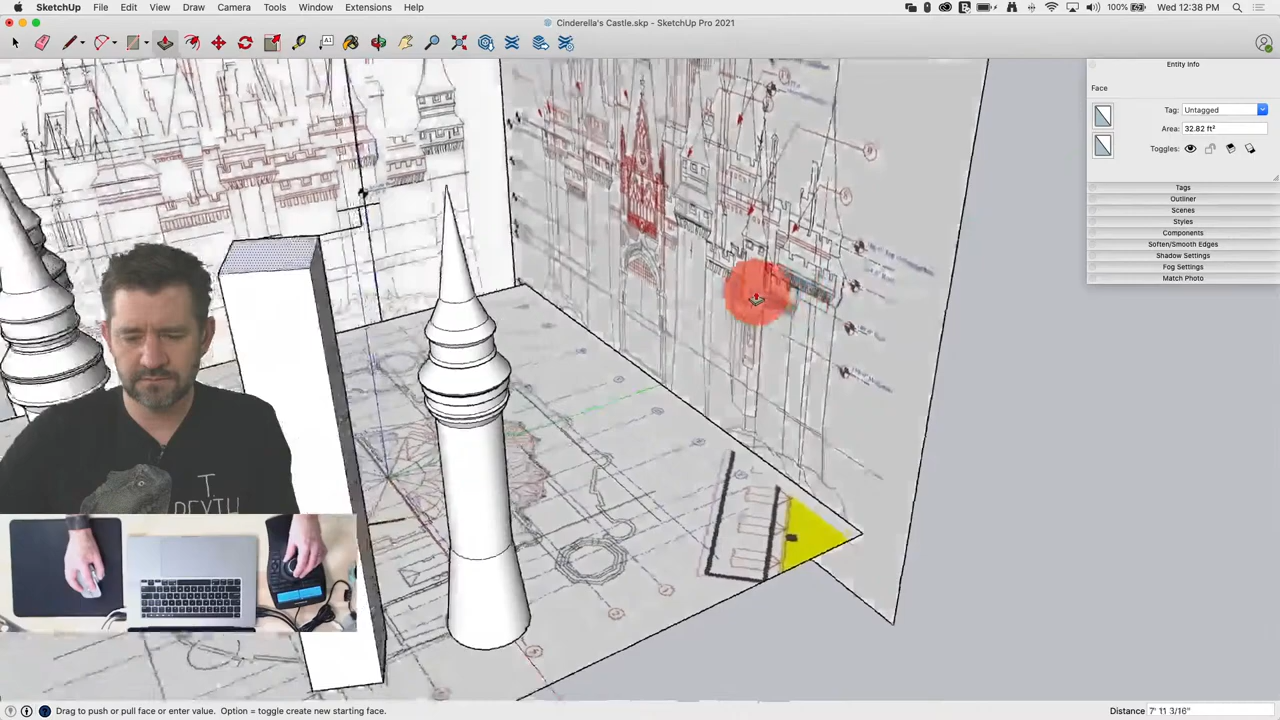 SketchUp File Edit View Draw Camera Tools Window Extensions Help 100% Wed 12:38 PM
Cinderella's Castle.skp - SketchUp Pro 2021
A1
Entity Info
Face
Tag: Untagged
Area: 32.82 ft²
Toggles:
Tags
Outliner
Scenes
Styles
Components
Soften/Smooth Edges
Shadow Settings
Fog Settings
Match Photo
T.
Drag to push or pull face or enter value. Option = toggle create new starting face.
Distance 7' 11 3/16"